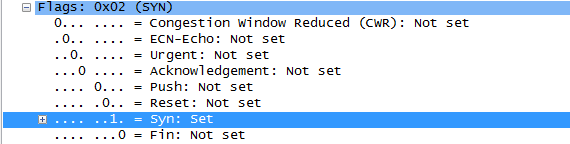 Flags: 0x02 (SYN)
0... .... = Congestion Window Reduced (CWR): Not set
.0.. .... = ECN-Echo: Not set
..0. .... = Urgent: Not set
...0 .... = Acknowledgement: Not set
.... 0... = Push: Not set
.... .0.. = Reset: Not set
.... ..1. = Syn: Set
.... ...0 = Fin: Not set